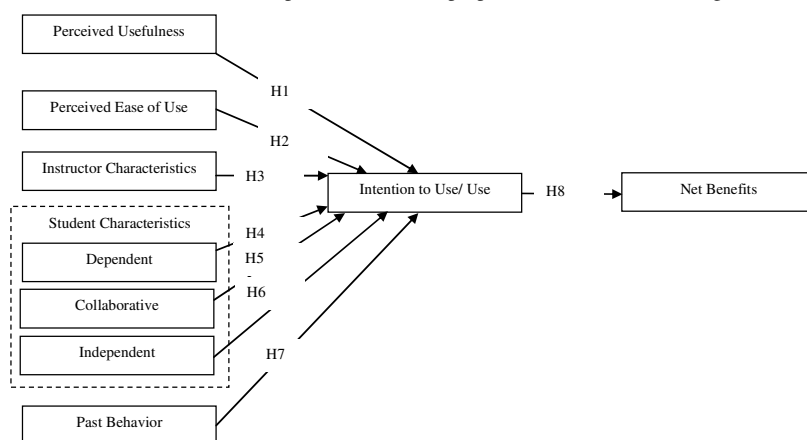 Perceived Usefulness
H1
Perceived Ease of Use
H2
Instructor Characteristics
H3
Intention to Use/ Use
H8
Net Benefits
Student Characteristics
H4
Dependent
H5
Collaborative
H6
Independent
H7
Past Behavior